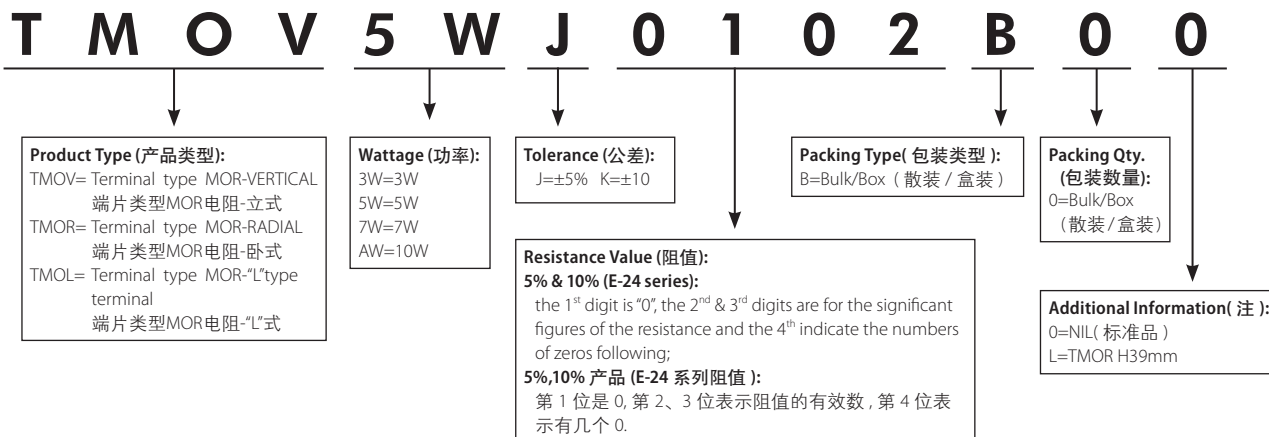 TMOV5WJ0102B00
Product Type (产品类型):
TMOV= Terminal type MOR-VERTICAL
端片类型MOR电阻-立式
TMOR= Terminal type MOR-RADIAL
端片类型MOR电阻-卧式
TMOL= Terminal type MOR-“L”type
terminal
端片类型MOR电阻-“L”式
Wattage (功率):
3W=3W
5W=5W
7W=7W
AW=10W
Tolerance (公差):
J=±5% K=±10
Resistance Value (阻值):
5% & 10% (E-24 series):
the 1st digit is “0”, the 2nd & 3rd digits are for the significant
figures of the resistance and the 4th indicate the numbers
of zeros following;
5%,10% 产品 (E-24 系列阻值 ):
第 1 位是 0, 第 2、3 位表示阻值的有效数 , 第 4 位表
示有几个 0.
Packing Type( 包装类型 ):
B=Bulk/Box ( 散装 / 盒装 )
Packing Qty.
(包装数量):
0=Bulk/Box
(散装/盒装)
Additional Information( 注 ):
0=NIL( 标准品 )
L=TMOR H39mm